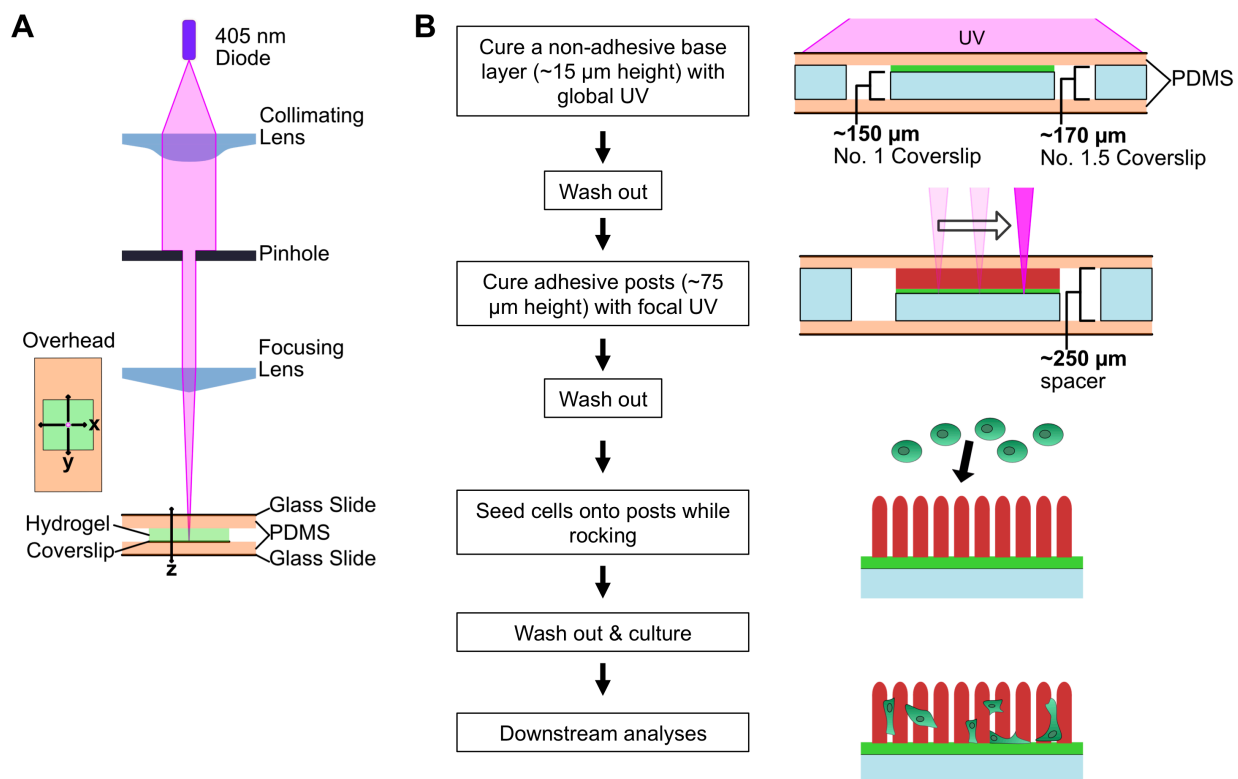 A
405 nm
Diode
Collimating
Lens
Pinhole
Focusing
Lens
Overhead
x
y
Glass Slide
Hydrogel
PDMS
Coverslip
Glass Slide
z
B
Cure a non-adhesive base
layer (~15 µm height) with
global UV
Wash out
Cure adhesive posts (~75
µm height) with focal UV
Wash out
Seed cells onto posts while
rocking
Wash out & culture
Downstream analyses
UV
PDMS
~150 µm
No. 1 Coverslip
~170 µm
No. 1.5 Coverslip
~250 µm
spacer